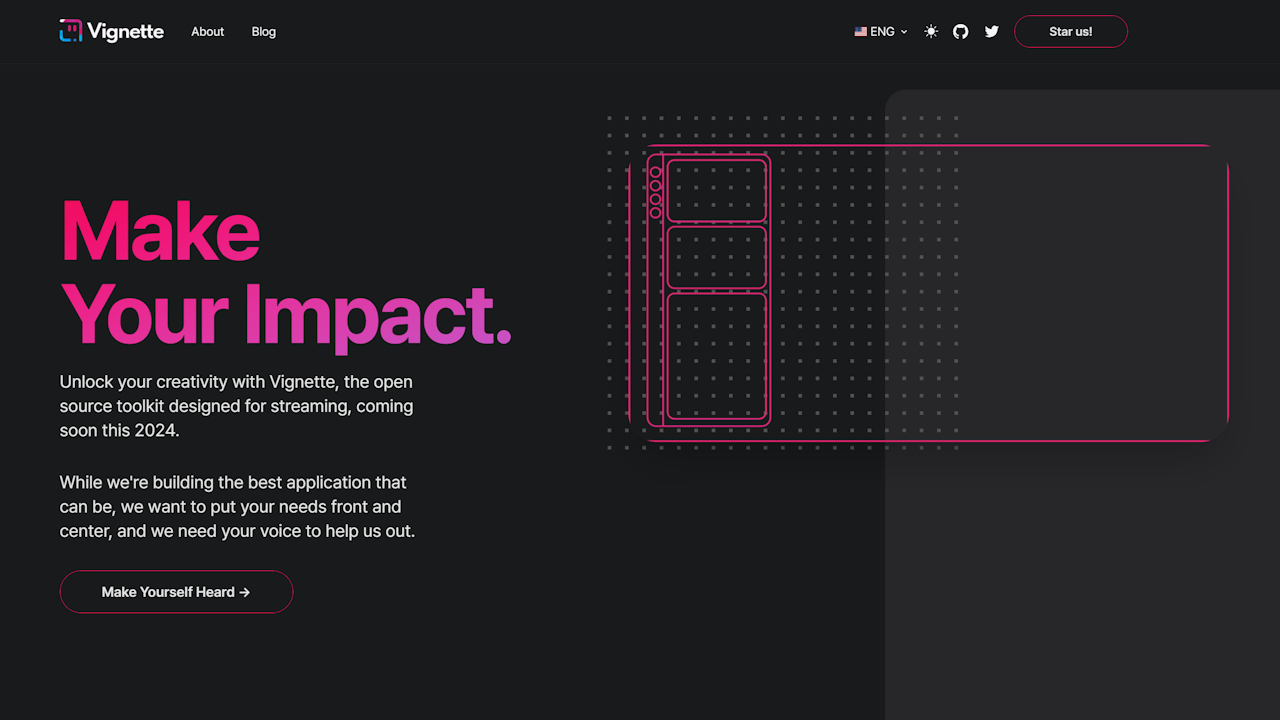 Vignette
About
Blog
ENG
Star us!
Make
Your Impact.
Unlock your creativity with Vignette, the open
source toolkit designed for streaming, coming
soon this 2024.
While we're building the best application that
can be, we want to put your needs front and
center, and we need your voice to help us out.
Make Yourself Heard →